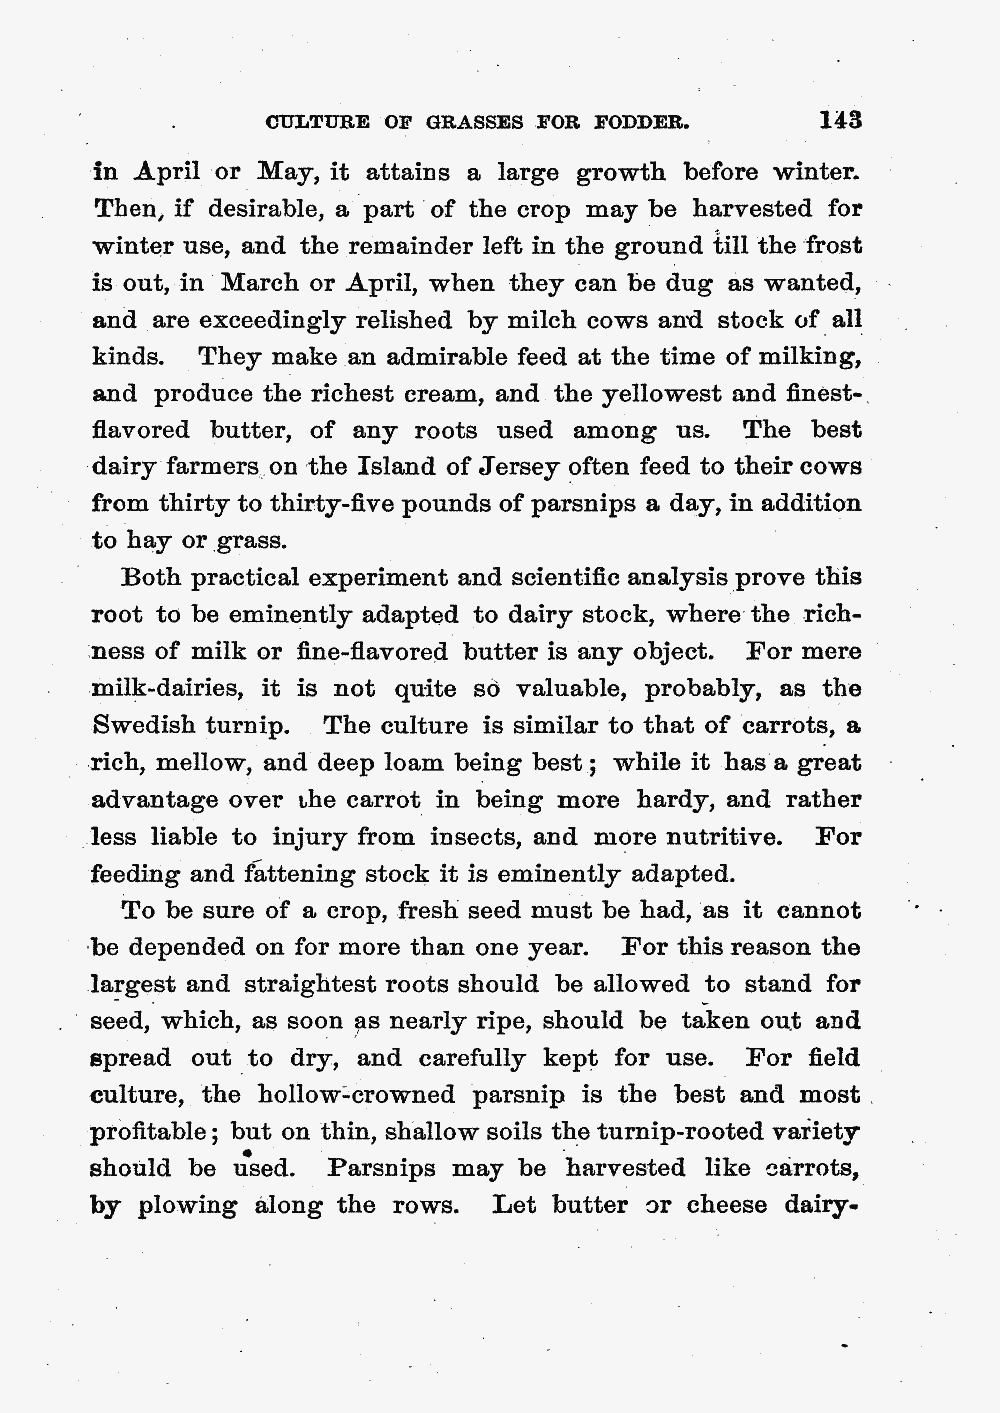 CULTURE OF GRASSES FOR FODDER. 143
in April or May, it attains a large growth before winter.
Then, if desirable, a part of the crop may be harvested for
winter use, and the remainder left in the ground till the frost
is out, in March or April, when they can be dug as wanted,
and are exceedingly relished by milch cows and stock of all
kinds. They make an admirable feed at the time of milking,
and produce the richest cream, and the yellowest and finest-
flavored butter, of any roots used among us. The best
dairy farmers on the Island of Jersey often feed to their cows
from thirty to thirty-five pounds of parsnips a day, in addition
to hay or grass.
Both practical experiment and scientific analysis prove this
root to be eminently adapted to dairy stock, where the rich-
ness of milk or fine-flavored butter is any object. For mere
milk-dairies, it is not quite so valuable, probably, as the
Swedish turnip. The culture is similar to that of carrots, a
rich, mellow, and deep loam being best; while it has a great
advantage over the carrot in being more hardy, and rather
less liable to injury from insects, and more nutritive. For
feeding and fattening stock it is eminently adapted.
To be sure of a crop, fresh seed must be had, as it cannot
be depended on for more than one year. For this reason the
largest and straightest roots should be allowed to stand for
seed, which, as soon as nearly ripe, should be taken out and
spread out to dry, and carefully kept for use. For field
culture, the hollow-crowned parsnip is the best and most
profitable; but on thin, shallow soils the turnip-rooted variety
should be used. Parsnips may be harvested like carrots,
by plowing along the rows. Let butter or cheese dairy-